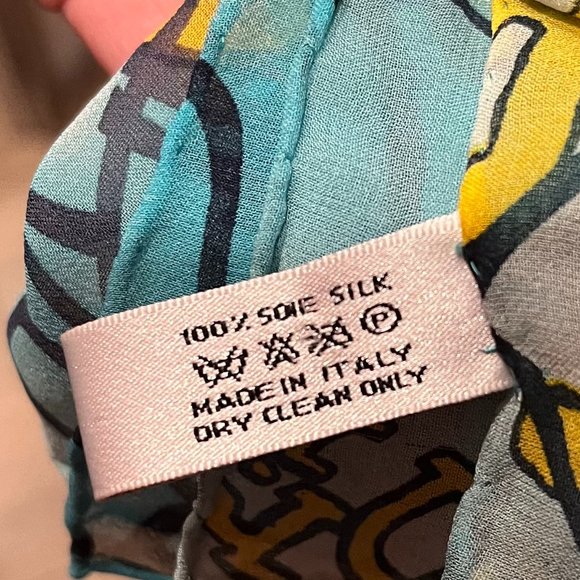 100% SOIE SILK
P
MADE IN ITALY
DRY CLEAN ONLY